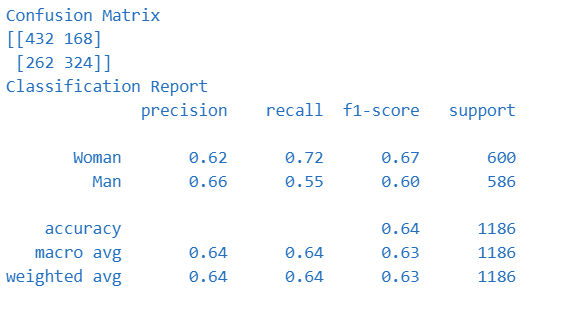 Confusion Matrix
[[432 168]
[262 324]]
Classification Report
precision recall f1-score support
Woman 0.62 0.72 0.67 600
Man 0.66 0.55 0.60 586
accuracy 0.64 1186
macro avg 0.64 0.64 0.63 1186
weighted avg 0.64 0.64 0.63 1186